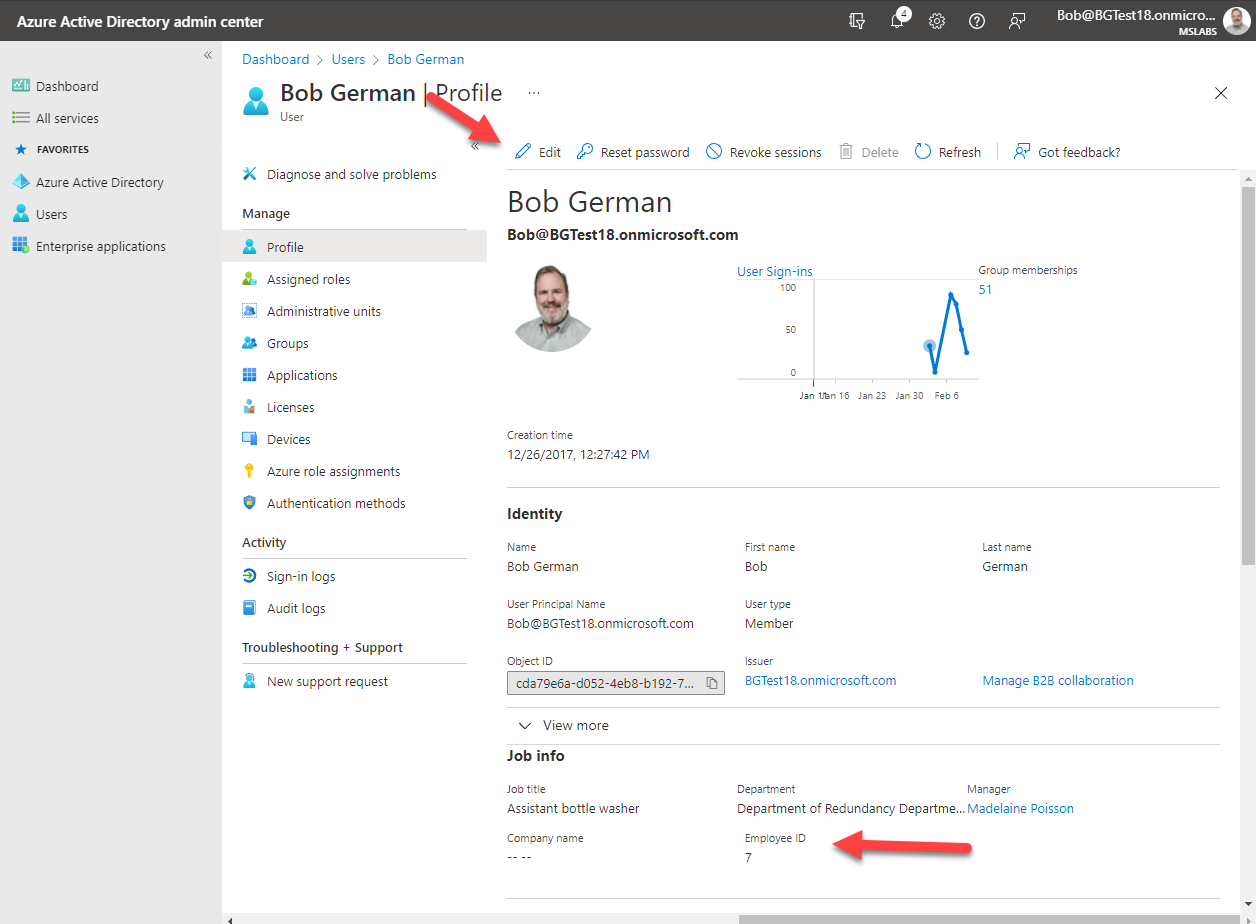 Azure Active Directory admin center
4
Bob@BGTest18.onmicro...
MSLABS
Dashboard
All services
FAVORITES
Azure Active Directory
Users
Enterprise applications
Dashboard > Users > Bob German
Bob German | Profile ...
User
Diagnose and solve problems
Manage
Profile
Assigned roles
Administrative units
Groups
Applications
Licenses
Devices
Azure role assignments
Authentication methods
Activity
Sign-in logs
Audit logs
Troubleshooting + Support
New support request
Edit Reset password Revoke sessions Delete Refresh Got feedback?
Bob German
Bob@BGTest18.onmicrosoft.com
User Sign-ins
100
50
0
Jan 16 Jan 23 Jan 30 Feb 6
Group memberships
51
Creation time
12/26/2017, 12:27:42 PM
Identity
Name First name Last name
Bob German Bob German
User Principal Name User type
Bob@BGTest18.onmicrosoft.com Member
Object ID Issuer
cda79e6a-d052-4eb8-b192-7... BGTest18.onmicrosoft.com Manage B2B collaboration
View more
Job info
Job title Department Manager
Assistant bottle washer Department of Redundancy Departme... Madelaine Poisson
Company name Employee ID
-- -- 7